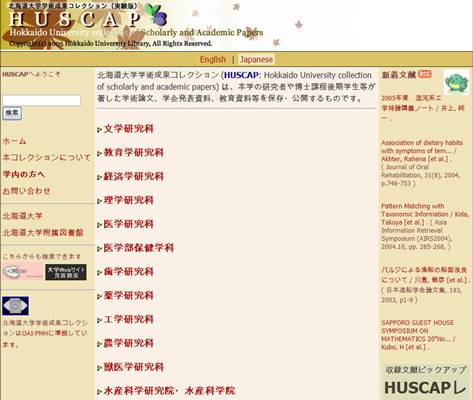 北海道大学学術成果コレクション（実験版）
HUSCAP
Hokkaido University collection of Scholarly and Academic Papers
Copyright(c) 2005 Hokkaido University Library, All Rights Reserved.
English | Japanese
HUSCAPへようこそ
検索
ホーム
本コレクションについて
学内の方へ
お問い合わせ
北海道大学
北海道大学附属図書館
こちらからも検索できます
大学Webサイト
資源検索
北海道大学学術成果コレクションはOAI-PMHに準拠しています。
北海道大学学術成果コレクション (HUSCAP: Hokkaido University collection
of scholarly and academic papers) は、本学の研究者や博士課程後期学生等が
著した学術論文、学会発表資料、教育資料等を保存・公開するものです。
文学研究科
教育学研究科
経済学研究科
理学研究科
医学研究科
医学部保健学科
歯学研究科
薬学研究科
工学研究科
農学研究科
獣医学研究科
水産科学研究院・水産科学院
新着文献 RSS
2005年度 混沌系工
学特論講義ノート / 井上, 純
一 .
Association of dietary habits
with symptoms of tem... /
Akhter, Rahena [et al.] .
( Journal of Oral
Rehabilitation, 31(8), 2004,
p.746-753 )
Pattern Matching with
Taxonomic Information / Kida,
Takuya [et al.] . ( Asia
Information Retrieval
Symposium (AIRS2004),
2004.10, pp. 265-268, )
バルジによる漁船の船型改良
について / 川島, 敏彦 [et al.] .
( 日本造船学会論文集, 193,
2003, p1-9 )
SAPPORO GUEST HOUSE
SYMPOSIUM ON
MATHEMATICS 20"No... /
Kubo, H [et al.] .
収録文献ピックアップ
HUSCAPレ